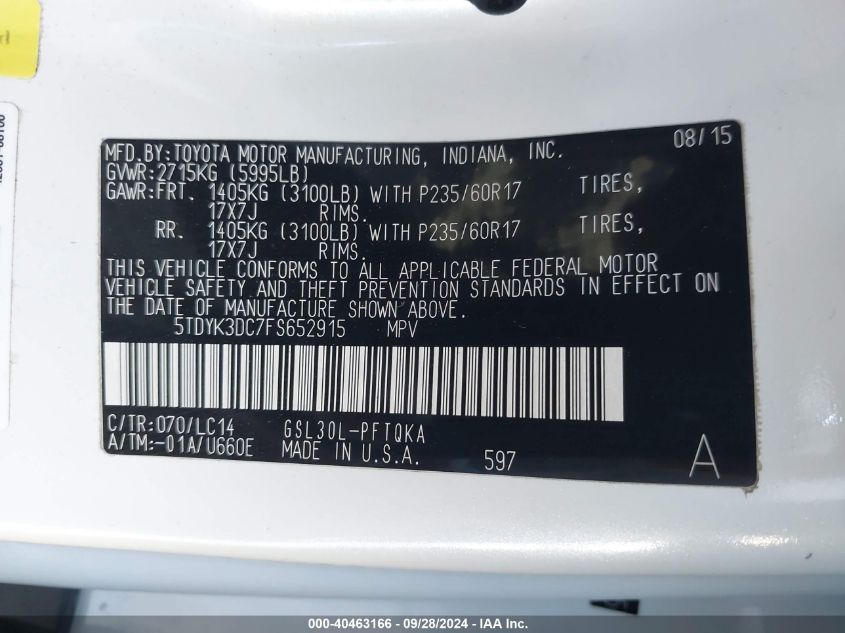 MFD.BY:TOYOTA MOTOR MANUFACTURING, INDIANA, INC. 08/15
GVWR:2715KG (5995LB)
GAWR:FRT. 1405KG (3100LB) WITH P235/60R17 TIRES,
17X7J RIMS.
RR. 1405KG (3100LB) WITH P235/60R17 TIRES,
17X7J RIMS.
THIS VEHICLE CONFORMS TO ALL APPLICABLE FEDERAL MOTOR
VEHICLE SAFETY AND THEFT PREVENTION STANDARDS IN EFFECT ON
THE DATE OF MANUFACTURE SHOWN ABOVE.
5TDYK3DC7FS652915 MPV
C/TR:070/LC14 GSL30L-PFTQKA
A/TM:-01A/U660E MADE IN U.S.A. 597 A
000-40463166 - 09/28/2024 - IAA Inc.